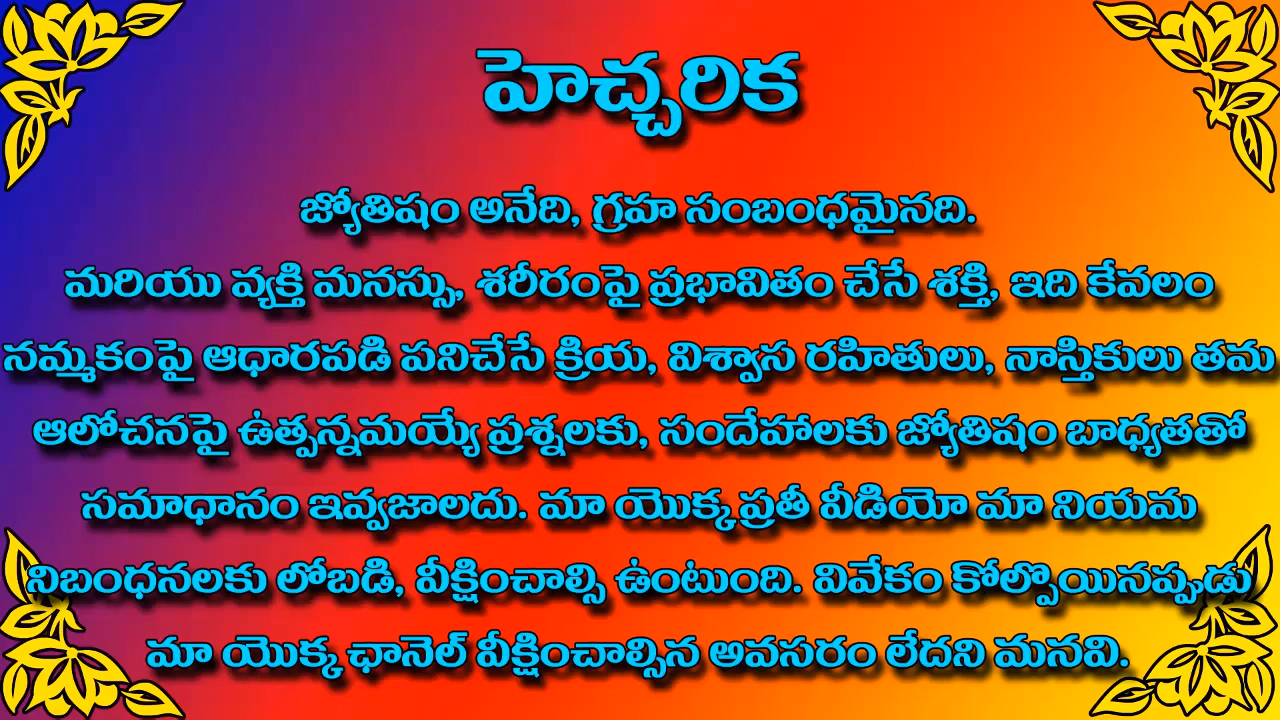 హెచ్చరిక
జ్యోతిషం అనేది, గ్రహ సంబంధమైనది.
మరియు వ్యక్తి మనస్సు, శరీరంపై ప్రభావితం చేసే శక్తి, ఇది కేవలం
నమ్మకంపై ఆధారపడి పనిచేసే క్రియ, విశ్వాస రహితులు, నాస్తికులు తమ
ఆలోచనపై ఉత్పన్నమయ్యే ప్రశ్నలకు, సందేహాలకు జ్యోతిషం బాధ్యతతో
సమాధానం ఇవ్వజాలదు. మా యొక్క ప్రతీ వీడియో మా నియమ
నిబంధనలకు లోబడి, వీక్షించాల్సి ఉంటుంది. వివేకం కోల్పొయినప్పుడు
మా యొక్క ఛానెల్ వీక్షించాల్సిన అవసరం లేదని మనవి.